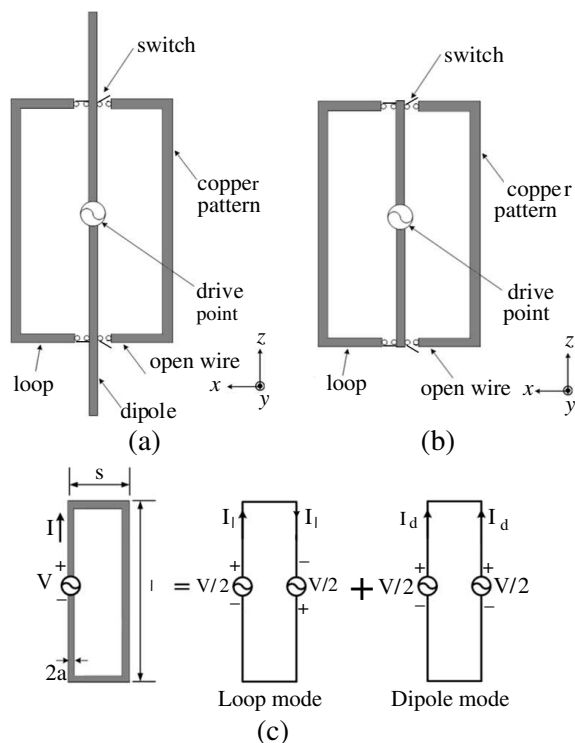 switch
copper
pattern
drive
point
loop
open wire
dipole
z
x
y
(a)
switch
copper
pattern
drive
point
loop
open wire
z
x
y
(b)
s
I
+
V
−
l
2a
=
I_l
I_l
+
V/2
−
−
V/2
+
Loop mode
+
I_d
I_d
+
V/2
−
+
V/2
−
Dipole mode
(c)